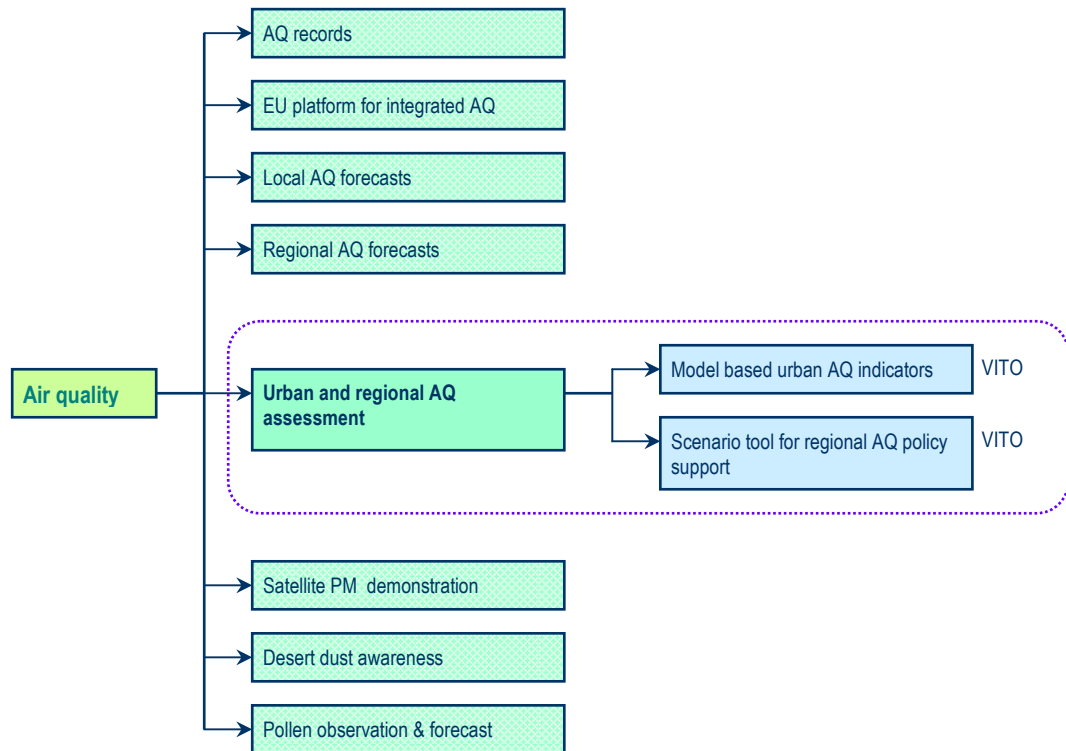 AQ records
EU platform for integrated AQ
Local AQ forecasts
Regional AQ forecasts
Air quality
Urban and regional AQ
assessment
Model based urban AQ indicators
VITO
Scenario tool for regional AQ policy
support
VITO
Satellite PM demonstration
Desert dust awareness
Pollen observation & forecast